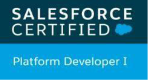 SALESFORCE
CERTIFIED
Platform Developer I